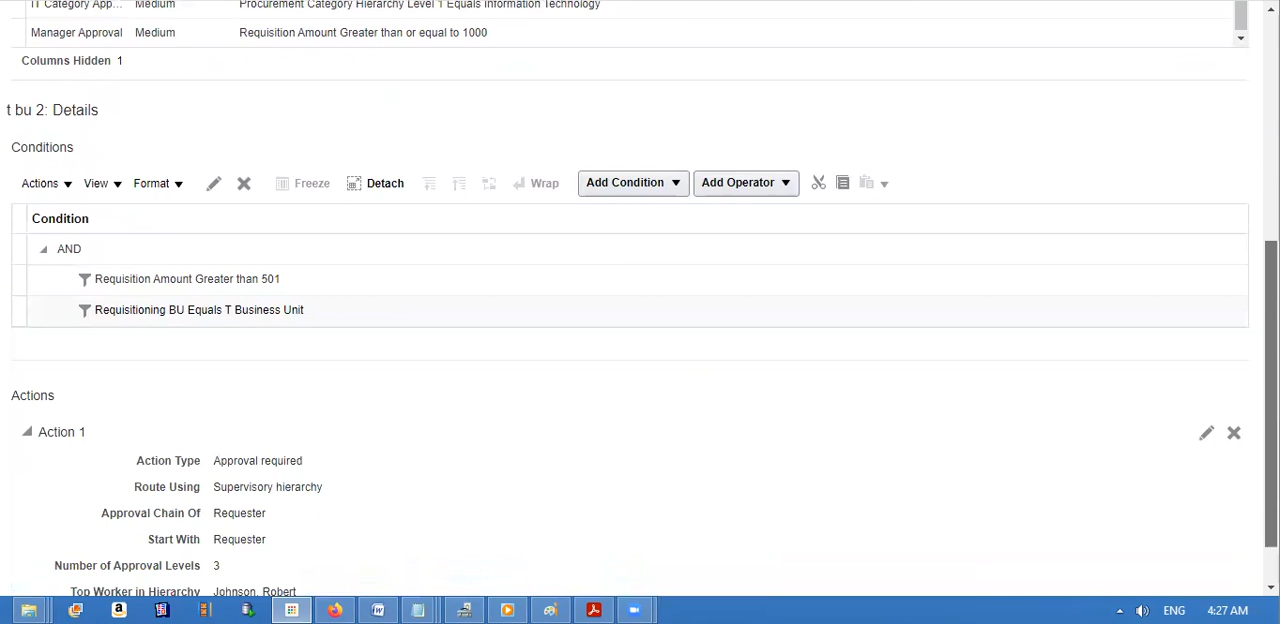 IT Category App... Medium Procurement Category Hierarchy Level 1 Equals Information Technology
Manager Approval Medium Requisition Amount Greater than or equal to 1000
Columns Hidden 1
t bu 2: Details
Conditions
Actions View Format Freeze Detach Wrap Add Condition Add Operator
Condition
AND
Requisition Amount Greater than 501
Requisitioning BU Equals T Business Unit
Actions
Action 1
Action Type Approval required
Route Using Supervisory hierarchy
Approval Chain Of Requester
Start With Requester
Number of Approval Levels 3
Top Worker in Hierarchy Johnson, Robert
ENG 4:27 AM